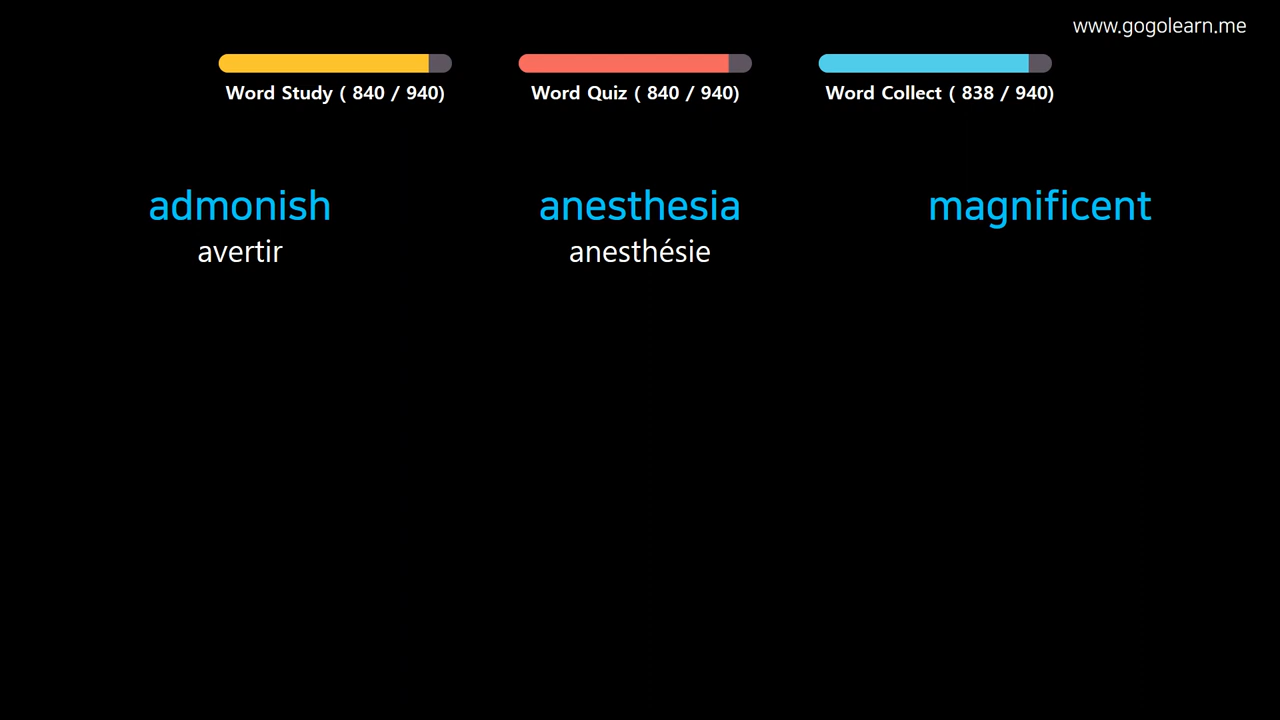 www.gogolearn.me
Word Study ( 840 / 940)
Word Quiz ( 840 / 940)
Word Collect ( 838 / 940)
admonish
avertir
anesthesia
anesthésie
magnificent